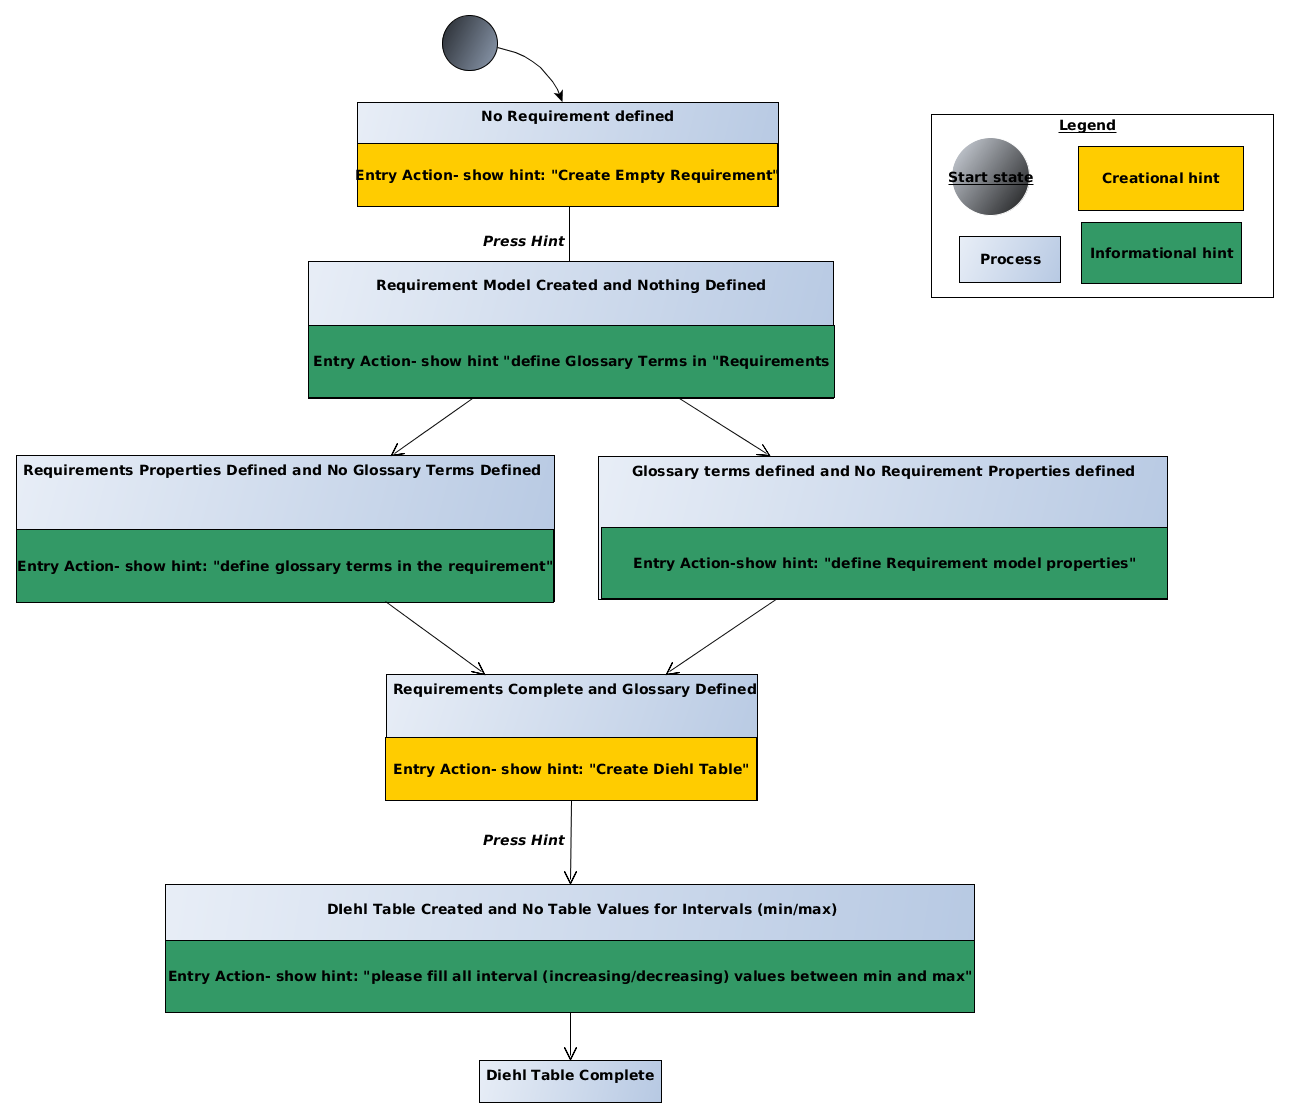 No Requirement defined
Entry Action- show hint: "Create Empty Requirement"
Legend
Start state
Creational hint
Process
Informational hint
Press Hint
Requirement Model Created and Nothing Defined
Entry Action- show hint "define Glossary Terms in "Requirements
Requirements Properties Defined and No Glossary Terms Defined
Entry Action- show hint: "define glossary terms in the requirement"
Glossary terms defined and No Requirement Properties defined
Entry Action-show hint: "define Requirement model properties"
Requirements Complete and Glossary Defined
Entry Action- show hint: "Create Diehl Table"
Press Hint
DIehl Table Created and No Table Values for Intervals (min/max)
Entry Action- show hint: "please fill all interval (increasing/decreasing) values between min and max"
Diehl Table Complete